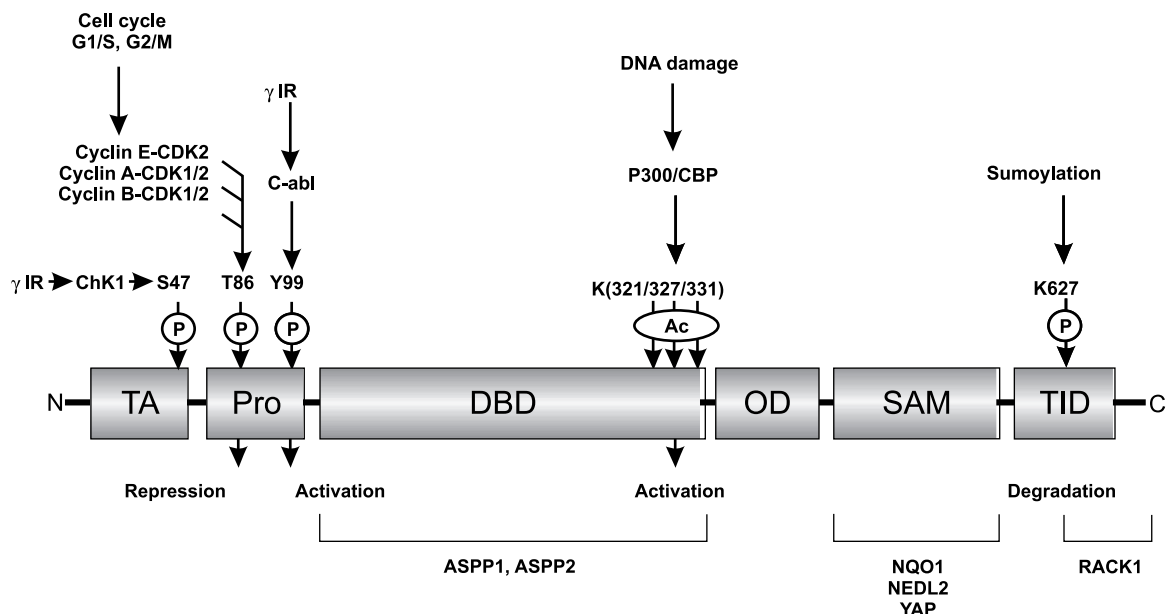 Cell cycle
G1/S, G2/M
DNA damage
γ IR
Cyclin E-CDK2
Cyclin A-CDK1/2
Cyclin B-CDK1/2
C-abl
P300/CBP
Sumoylation
γ IR ChK1 S47 T86 Y99 K(321/327/331) K627
P P P Ac P
N TA Pro DBD OD SAM TID C
Repression Activation Activation Degradation
ASPP1, ASPP2 NQO1 RACK1
NEDL2
YAP